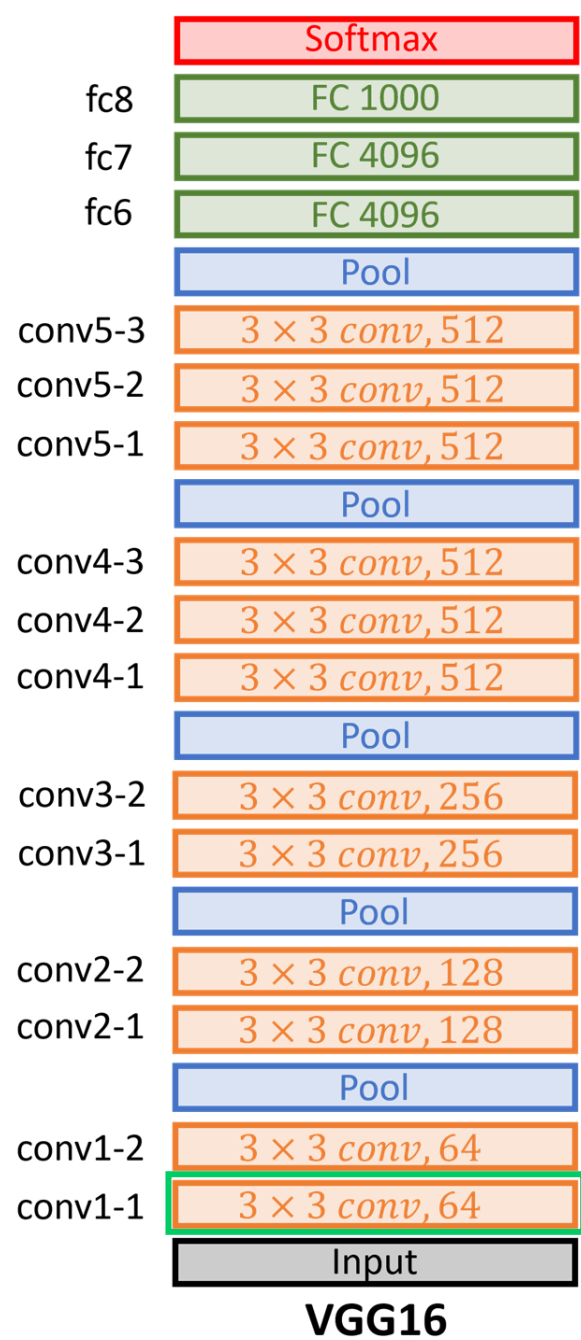 Softmax
fc8 FC 1000
fc7 FC 4096
fc6 FC 4096
Pool
conv5-3 3 × 3 conv, 512
conv5-2 3 × 3 conv, 512
conv5-1 3 × 3 conv, 512
Pool
conv4-3 3 × 3 conv, 512
conv4-2 3 × 3 conv, 512
conv4-1 3 × 3 conv, 512
Pool
conv3-2 3 × 3 conv, 256
conv3-1 3 × 3 conv, 256
Pool
conv2-2 3 × 3 conv, 128
conv2-1 3 × 3 conv, 128
Pool
conv1-2 3 × 3 conv, 64
conv1-1 3 × 3 conv, 64
Input
VGG16